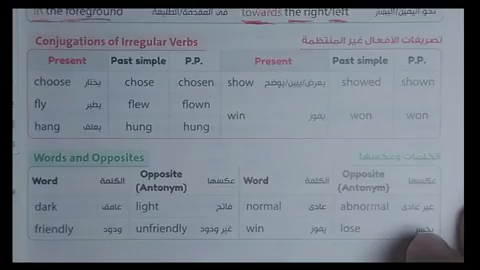 in the foreground في المقدمة/الطليعة towards the right/left نحو اليمين/اليسار
Conjugations of Irregular Verbs تصريفات الأفعال غير المنتظمة
Present Past simple P.P. Present Past simple P.P.
choose يختار chose chosen show يعرض/يبين/يوضح showed shown
fly يطير flew flown
win يفوز won won
hang يعلق hung hung
Words and Opposites الكلمات وعكسها
Word الكلمة Opposite (Antonym) عكسها Word الكلمة Opposite (Antonym) عكسها
dark غامق light فاتح normal عادي abnormal غير عادي
friendly ودود unfriendly غير ودود win يفوز lose يخسر